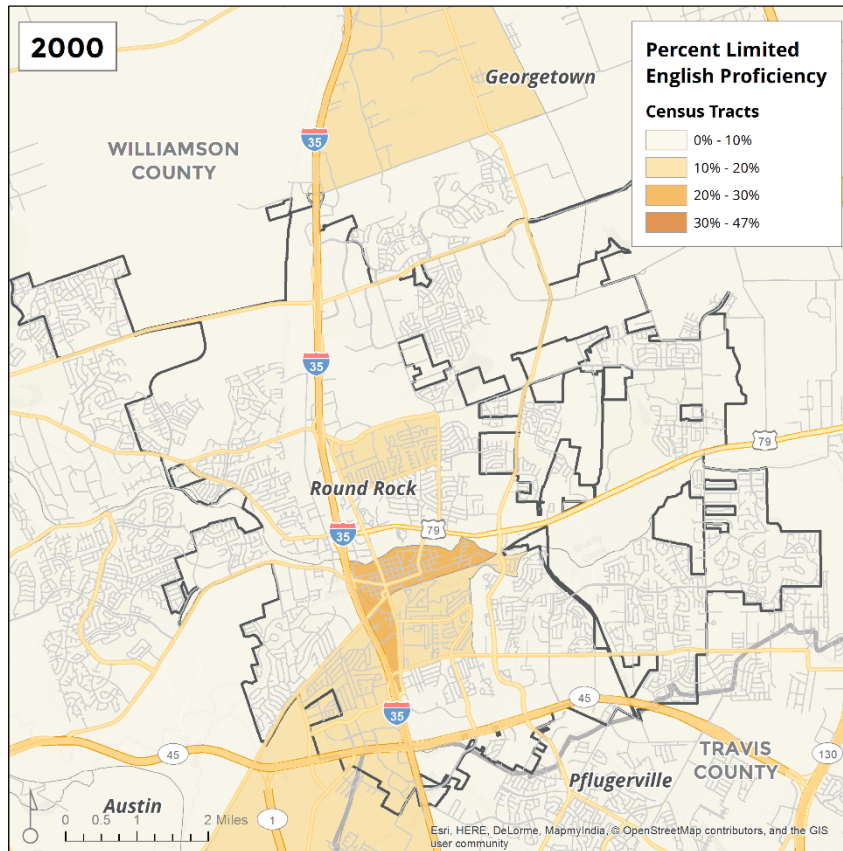 2000
Georgetown
Percent Limited
English Proficiency
Census Tracts
0% - 10%
10% - 20%
20% - 30%
30% - 47%
35
WILLIAMSON
COUNTY
35
79
Round Rock
79
35
35
45
45
TRAVIS
COUNTY
130
Pflugerville
Austin
1
0 0.5 1 2 Miles
Esri, HERE, DeLorme, MapmyIndia, © OpenStreetMap contributors, and the GIS
user community